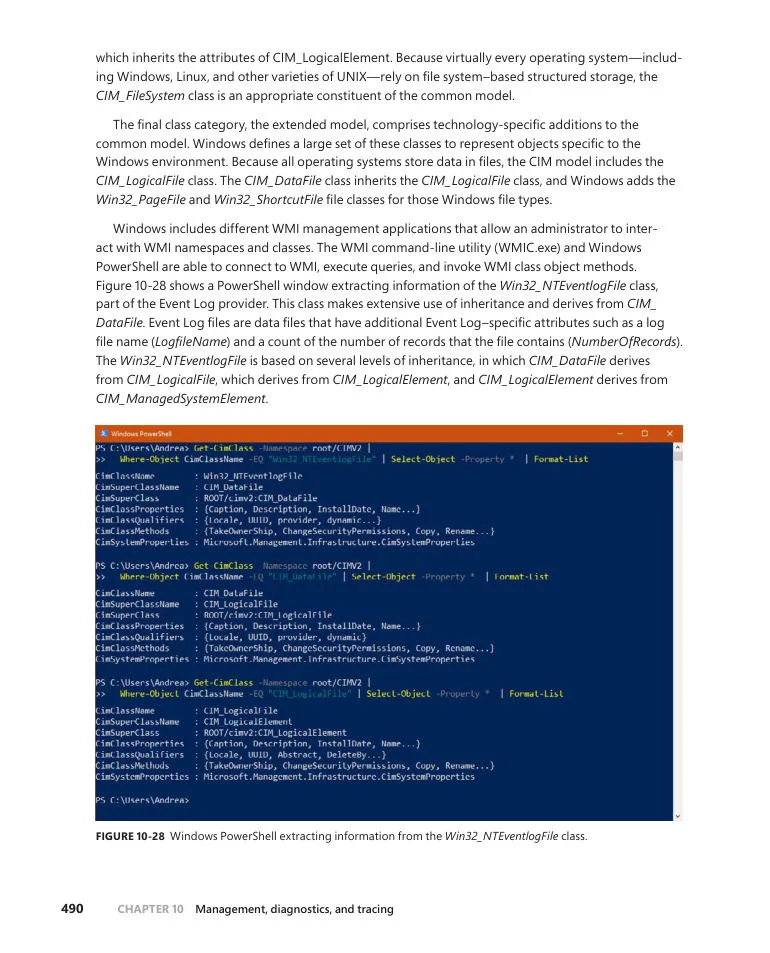 which inherits the attributes of CIM_LogicalElement. Because virtually every operating system—includ-
ing Windows, Linux, and other varieties of UNIX—rely on file system–based structured storage, the
CIM_FileSystem class is an appropriate constituent of the common model.
The final class category, the extended model, comprises technology-specific additions to the
common model. Windows defines a large set of these classes to represent objects specific to the
Windows environment. Because all operating systems store data in files, the CIM model includes the
CIM_LogicalFile class. The CIM_DataFile class inherits the CIM_LogicalFile class, and Windows adds the
Win32_PageFile and Win32_ShortcutFile file classes for those Windows file types.
Windows includes different WMI management applications that allow an administrator to inter-
act with WMI namespaces and classes. The WMI command-line utility (WMIC.exe) and Windows
PowerShell are able to connect to WMI, execute queries, and invoke WMI class object methods.
Figure 10-28 shows a PowerShell window extracting information of the Win32_NTEventlogFile class,
part of the Event Log provider. This class makes extensive use of inheritance and derives from CIM_
DataFile. Event Log files are data files that have additional Event Log–specific attributes such as a log
file name (LogfileName) and a count of the number of records that the file contains (NumberOfRecords).
The Win32_NTEventlogFile is based on several levels of inheritance, in which CIM_DataFile derives
from CIM_LogicalFile, which derives from CIM_LogicalElement, and CIM_LogicalElement derives from
CIM_ManagedSystemElement.
Windows PowerShell
PS C:\Users\Andrea> Get-CimClass -Namespace root/CIMV2 |
>> Where-Object CimClassName -EQ "Win32_NTEventlogFile" | Select-Object -Property * | Format-List
CimClassName : Win32_NTEventlogFile
CimSuperClassName : CIM_DataFile
CimSuperClass : ROOT/cimv2:CIM_DataFile
CimClassProperties : {Caption, Description, InstallDate, Name...}
CimClassQualifiers : {Locale, UUID, provider, dynamic...}
CimClassMethods : {TakeOwnerShip, ChangeSecurityPermissions, Copy, Rename...}
CimSystemProperties : Microsoft.Management.Infrastructure.CimSystemProperties
PS C:\Users\Andrea> Get-CimClass -Namespace root/CIMV2 |
>> Where-Object CimClassName -EQ "CIM_DataFile" | Select-Object -Property * | Format-List
CimClassName : CIM_DataFile
CimSuperClassName : CIM_LogicalFile
CimSuperClass : ROOT/cimv2:CIM_LogicalFile
CimClassProperties : {Caption, Description, InstallDate, Name...}
CimClassQualifiers : {Locale, UUID, provider, dynamic}
CimClassMethods : {TakeOwnerShip, ChangeSecurityPermissions, Copy, Rename...}
CimSystemProperties : Microsoft.Management.Infrastructure.CimSystemProperties
PS C:\Users\Andrea> Get-CimClass -Namespace root/CIMV2 |
>> Where-Object CimClassName -EQ "CIM_LogicalFile" | Select-Object -Property * | Format-List
CimClassName : CIM_LogicalFile
CimSuperClassName : CIM_LogicalElement
CimSuperClass : ROOT/cimv2:CIM_LogicalElement
CimClassProperties : {Caption, Description, InstallDate, Name...}
CimClassQualifiers : {Locale, UUID, Abstract, DeleteBy...}
CimClassMethods : {TakeOwnerShip, ChangeSecurityPermissions, Copy, Rename...}
CimSystemProperties : Microsoft.Management.Infrastructure.CimSystemProperties
PS C:\Users\Andrea>
FIGURE 10-28 Windows PowerShell extracting information from the Win32_NTEventlogFile class.
490 CHAPTER 10 Management, diagnostics, and tracing